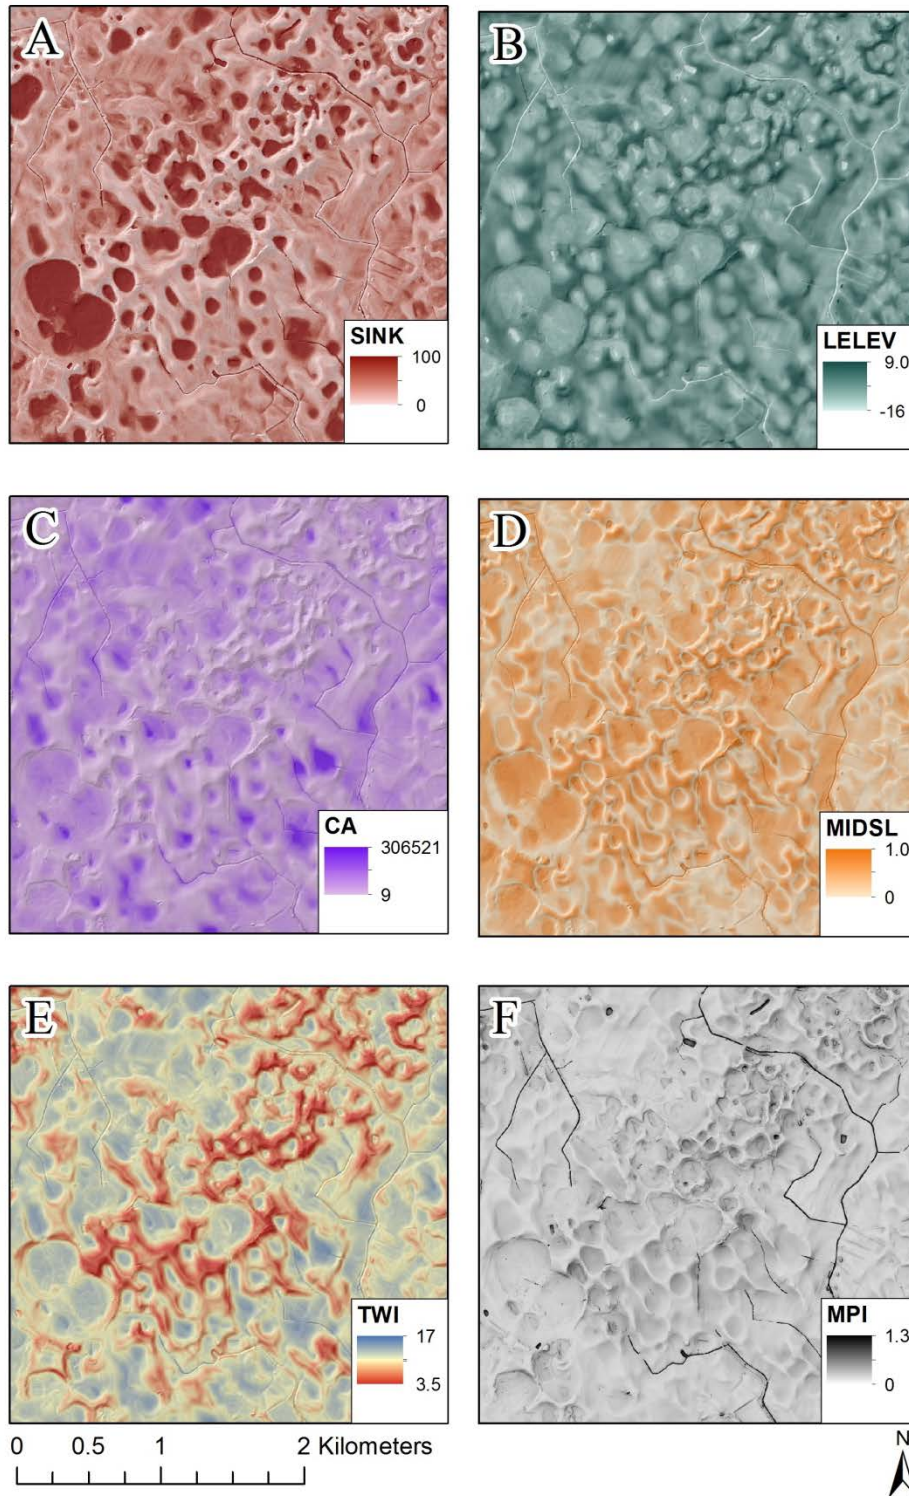 A
SINK
100
0
B
LELEV
9.0
-16
C
CA
306521
9
D
MIDSL
1.0
0
E
TWI
17
3.5
F
MPI
1.3
0
0 0.5 1 2 Kilometers
N